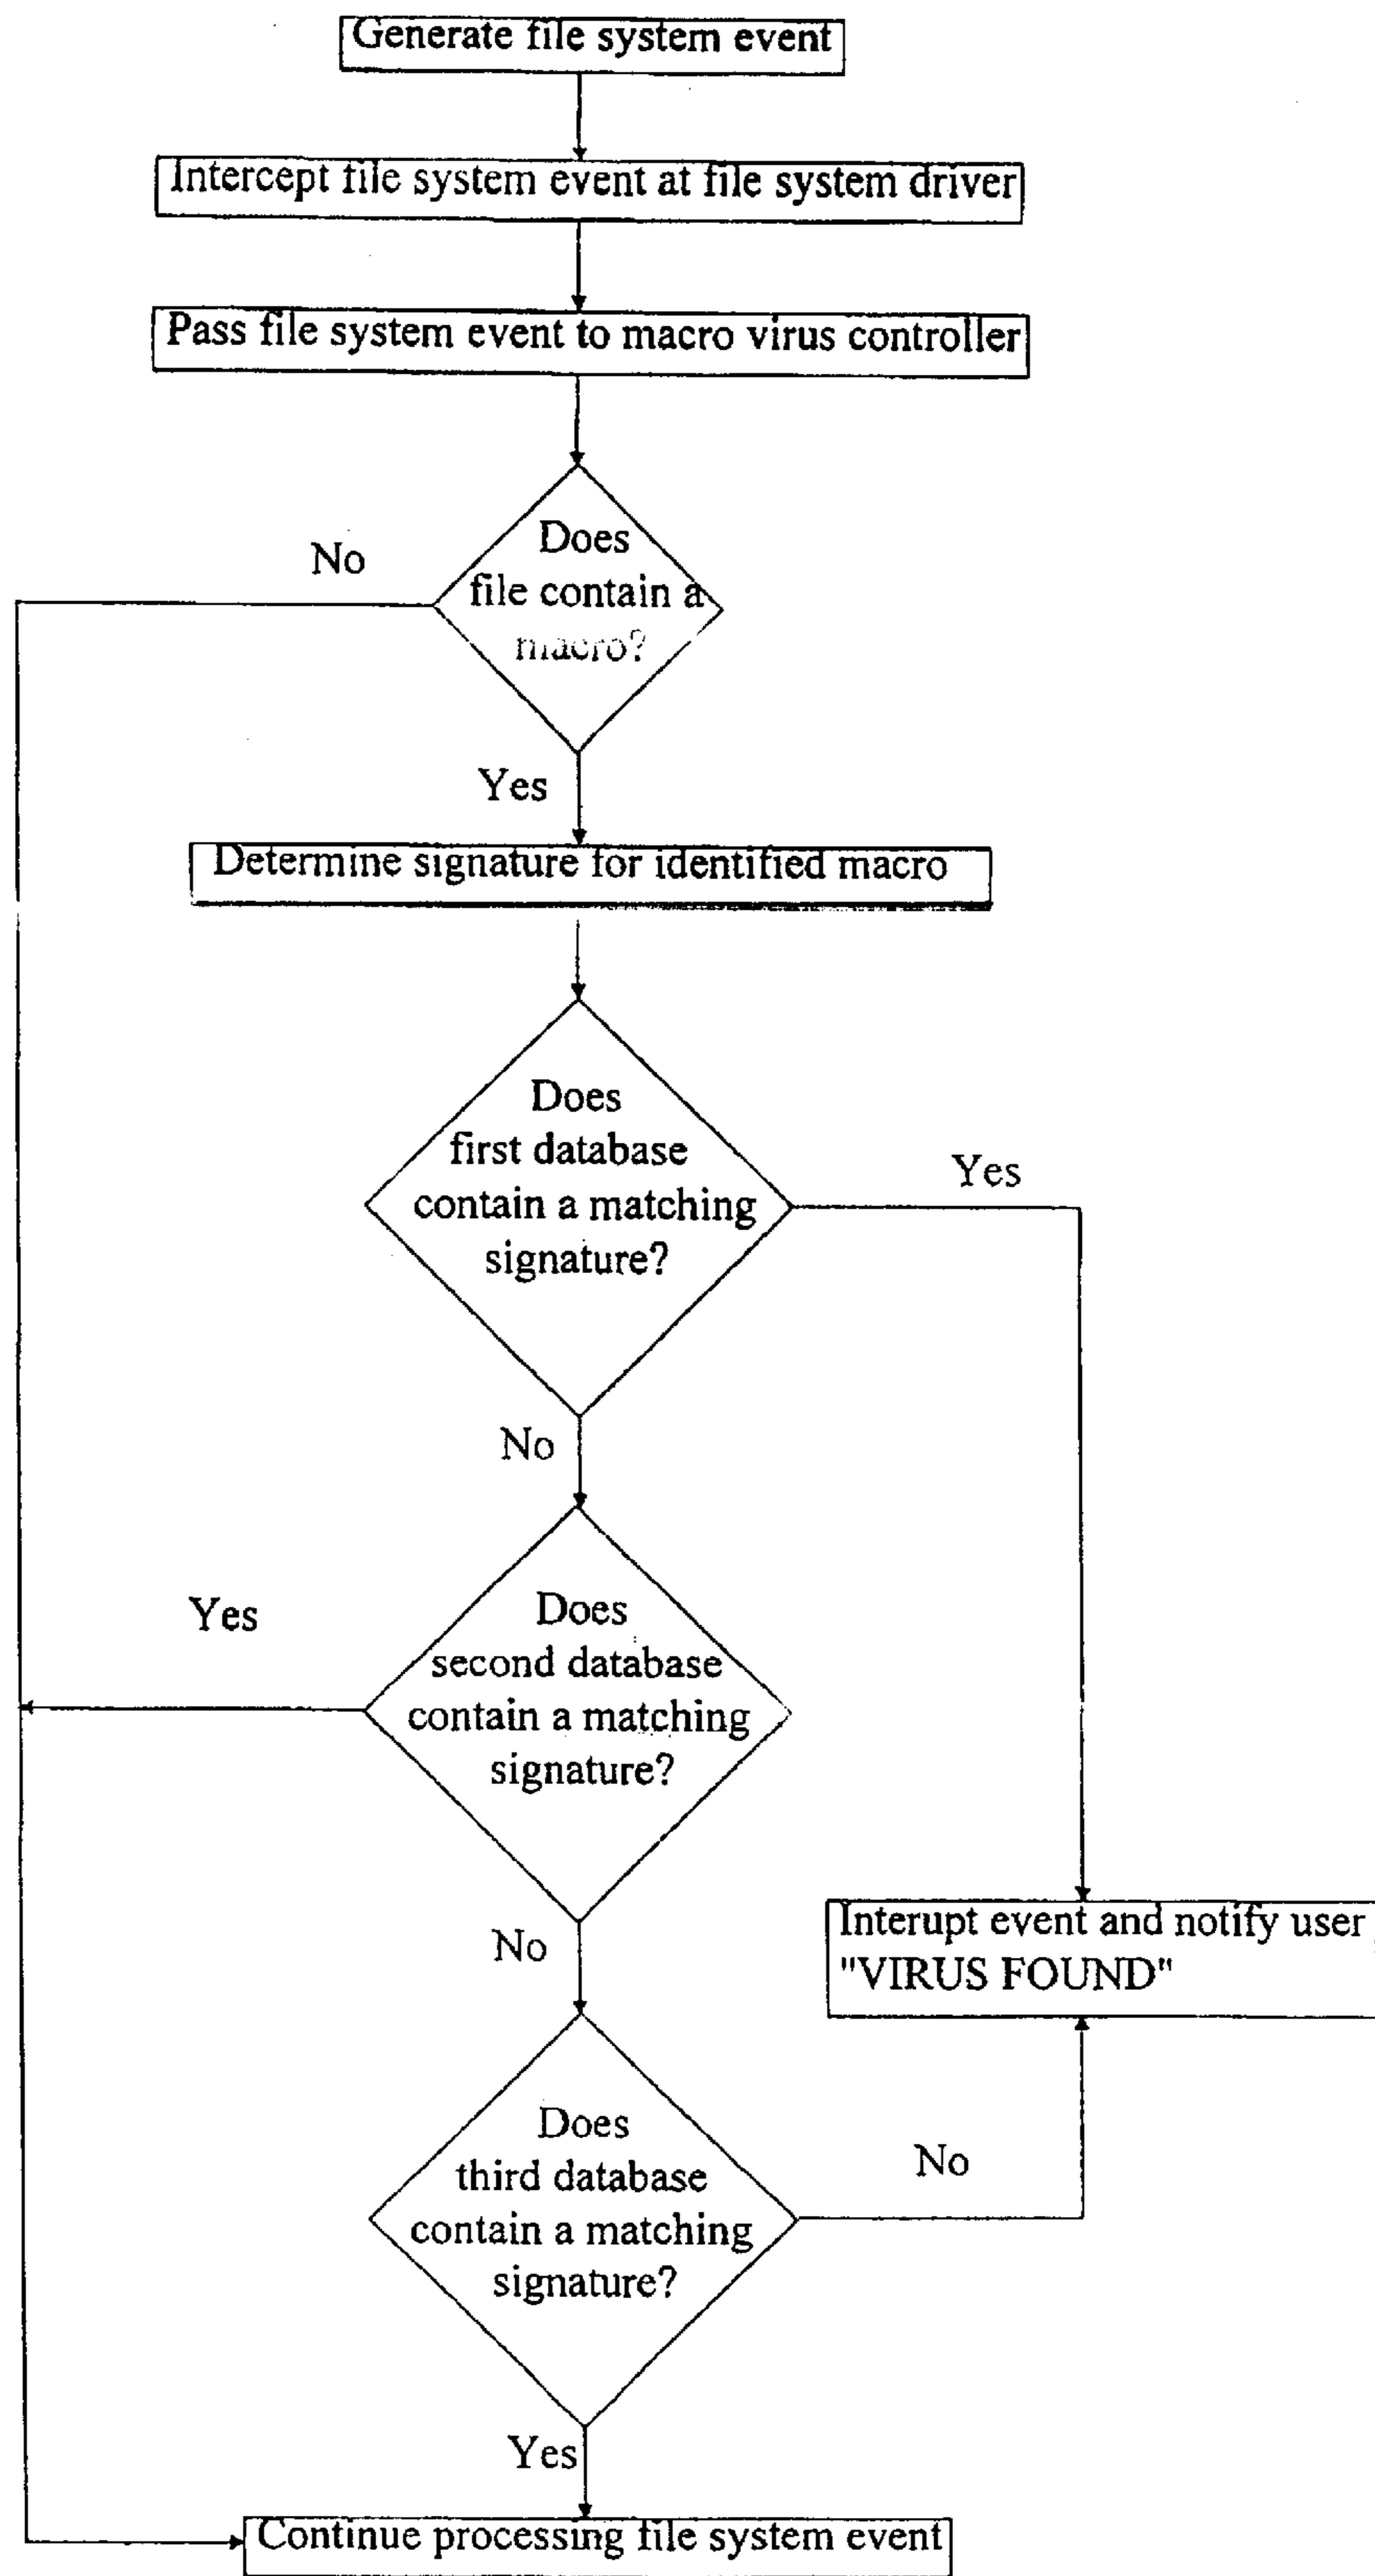 Generate file system event
Intercept file system event at file system driver
Pass file system event to macro virus controller
Does
file contain a
macro?
No
Yes
Determine signature for identified macro
Does
first database
contain a matching
signature?
Yes
No
Does
second database
contain a matching
signature?
Yes
No
Interupt event and notify user
"VIRUS FOUND"
Does
third database
contain a matching
signature?
No
Yes
Continue processing file system event